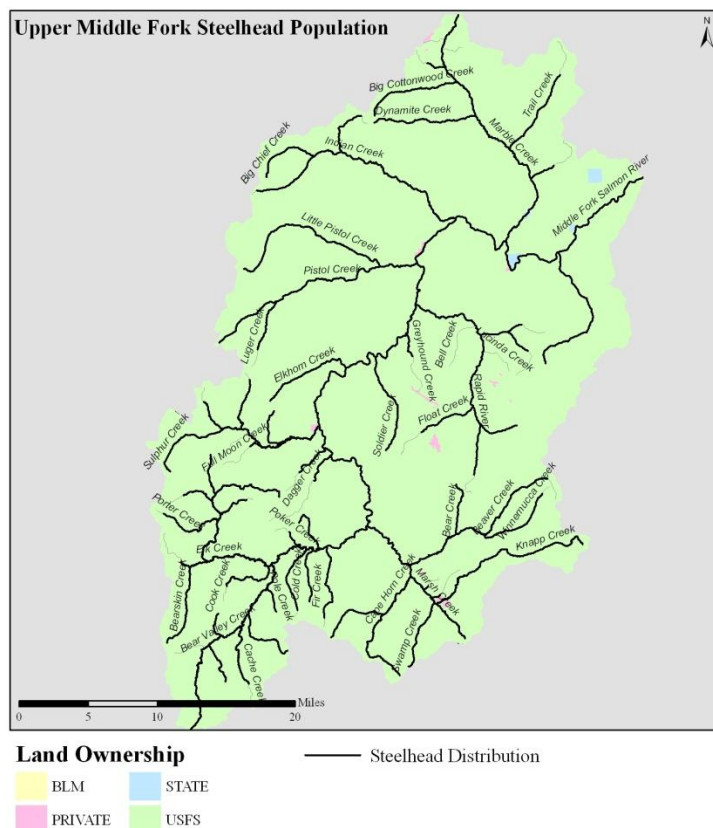 Upper Middle Fork Steelhead Population
N
Big Cottonwood Creek
Trail Creek
Dynamite Creek
Marble Creek
Big Chief Creek
Indian Creek
Middle Fork Salmon River
Little Pistol Creek
Pistol Creek
Luger Creek
Greyhound Creek
Bell Creek
Creek
Elkhorn Creek
Rapid River
Soldier Creek
Float Creek
Sulphur Creek
Full Moon Creek
Dagger Creek
Porter Creek
Poker Creek
Bear Creek
Beaver Creek
Winnemucca Creek
Knapp Creek
Elk Creek
Cold Creek
Fir Creek
Marsh Creek
Cape Horn Creek
Bearskin Creek
Cook Creek
Creek
Swamp Creek
Bear Valley Creek
Cache Creek
Miles
0 5 10 20
Land Ownership
Steelhead Distribution
BLM STATE
PRIVATE USFS